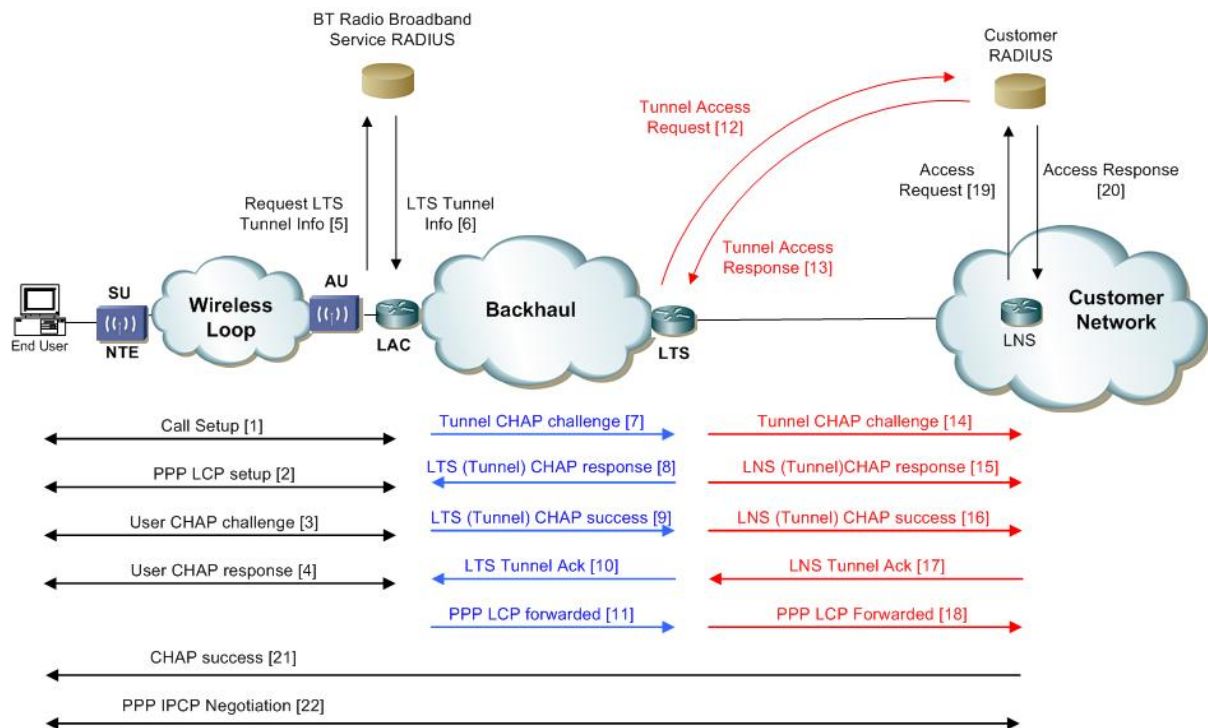 BT Radio Broadband
Service RADIUS
Customer
RADIUS
Tunnel Access
Request [12]
Access
Request [19]
Access Response
[20]
Request LTS
Tunnel Info [5]
LTS Tunnel
Info [6]
Tunnel Access
Response [13]
SU
Wireless
Loop
AU
Backhaul
Customer
Network
End User
NTE
LAC
LTS
LNS
Call Setup [1]
Tunnel CHAP challenge [7]
Tunnel CHAP challenge [14]
PPP LCP setup [2]
LTS (Tunnel) CHAP response [8]
LNS (Tunnel)CHAP response [15]
User CHAP challenge [3]
LTS (Tunnel) CHAP success [9]
LNS (Tunnel) CHAP success [16]
User CHAP response [4]
LTS Tunnel Ack [10]
LNS Tunnel Ack [17]
PPP LCP forwarded [11]
PPP LCP Forwarded [18]
CHAP success [21]
PPP IPCP Negotiation [22]